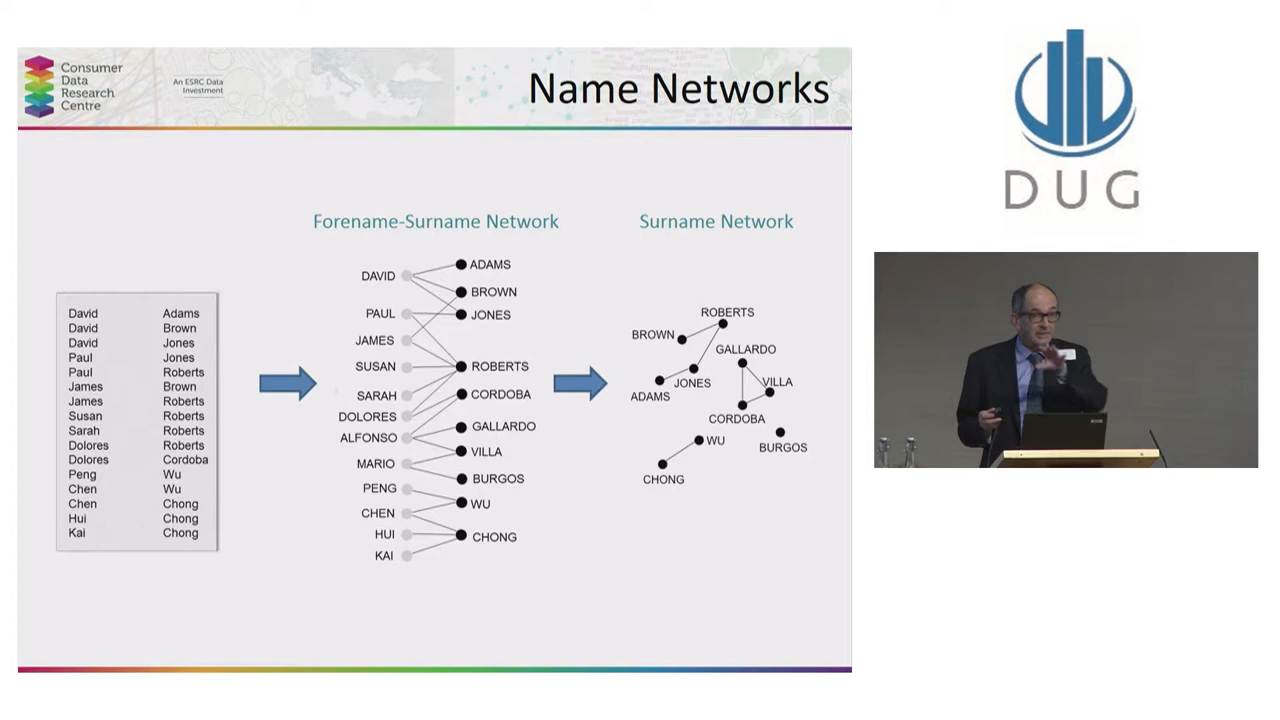 Consumer
Data
Research
Centre
An ESRC Data
Investment
Name Networks
DUG
Forename-Surname Network
Surname Network
David Adams
David Brown
David Jones
Paul Jones
Paul Roberts
James Brown
James Roberts
Susan Roberts
Sarah Roberts
Dolores Roberts
Dolores Cordoba
Peng Wu
Chen Wu
Chen Chong
Hui Chong
Kai Chong
DAVID
PAUL
JAMES
SUSAN
SARAH
DOLORES
ALFONSO
MARIO
PENG
CHEN
HUI
KAI
ADAMS
BROWN
JONES
ROBERTS
CORDOBA
GALLARDO
VILLA
BURGOS
WU
CHONG
ROBERTS
BROWN
GALLARDO
JONES
VILLA
ADAMS
CORDOBA
WU
BURGOS
CHONG